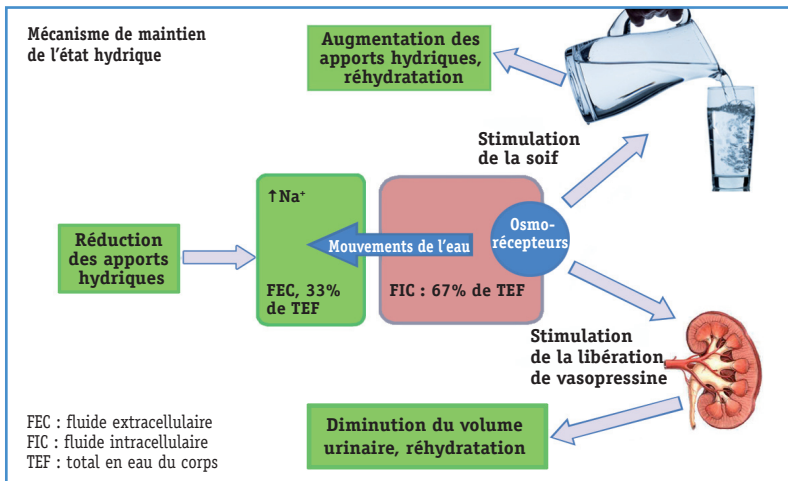 Mécanisme de maintien
de l'état hydrique
Augmentation des
apports hydriques,
réhydratation
Stimulation
de la soif
↑Na⁺
Osmo-
récepteurs
Mouvements de l'eau
Réduction
des apports
hydriques
FEC, 33%
de TEF
FIC : 67% de TEF
Stimulation
de la libération
de vasopressine
Diminution du volume
urinaire, réhydratation
FEC : fluide extracellulaire
FIC : fluide intracellulaire
TEF : total en eau du corps